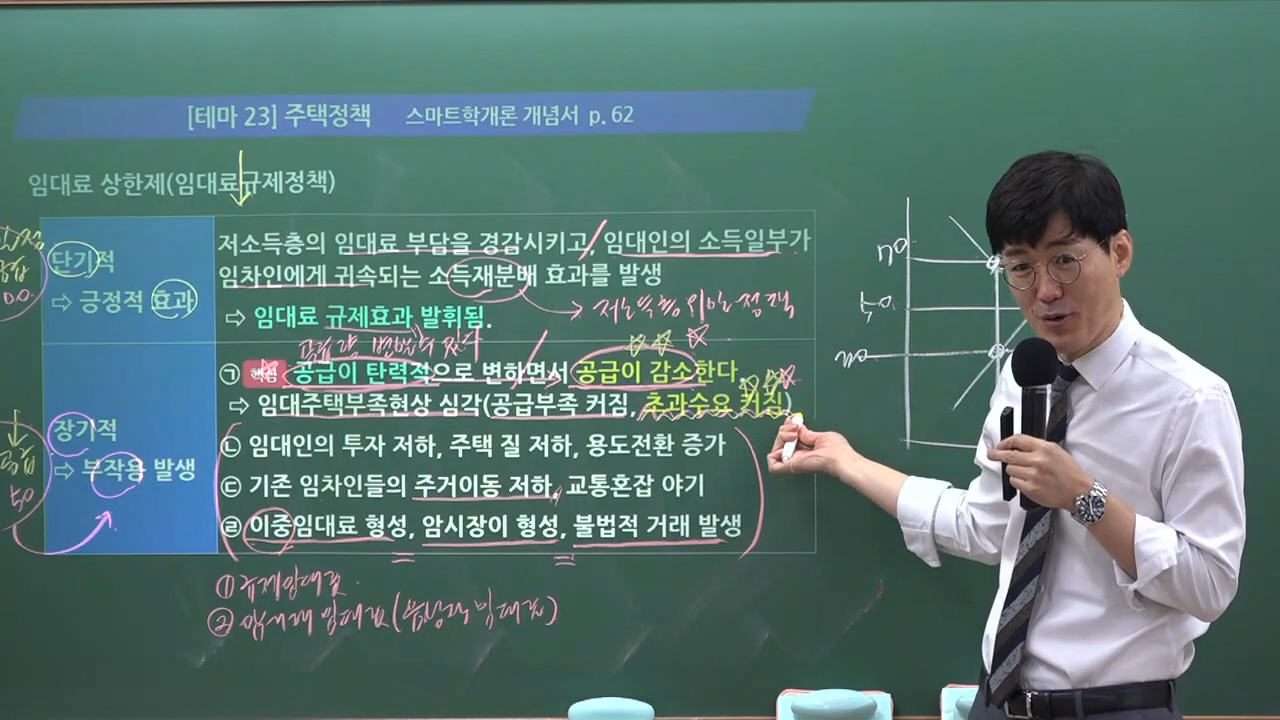 [테마 23] 주택정책 스마트학개론 개념서 p. 62
임대료 상한제(임대료규제정책)
단기적
⇨ 긍정적 효과
저소득층의 임대료 부담을 경감시키고, 임대인의 소득일부가
임차인에게 귀속되는 소득재분배 효과를 발생
⇨ 임대료 규제효과 발휘됨.
장기적
⇨ 부작용 발생
㉠ 핵심 공급이 탄력적으로 변하면서 공급이 감소한다.
⇨ 임대주택부족현상 심각(공급부족 커짐, 초과수요 커짐)
㉡ 임대인의 투자 저하, 주택 질 저하, 용도전환 증가
㉢ 기존 임차인들의 주거이동 저하, 교통혼잡 야기
㉣ 이중임대료 형성, 암시장이 형성, 불법적 거래 발생
① 규제임대료
공급
50